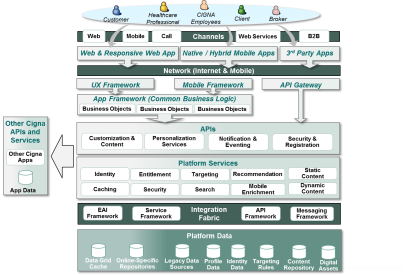 Customer
Healthcare Professional
CIGNA Employees
Client
Broker
Web
Mobile
Call
Channels
Web Services
B2B
Web & Responsive Web App
Native / Hybrid Mobile Apps
3rd Party Apps
Network (Internet & Mobile)
UX Framework
Mobile Framework
API Gateway
App Framework (Common Business Logic)
Business Objects
Business Objects
Business Objects
Other Cigna APIs and Services
Other Cigna Apps
App Data
APIs
Customization & Content
Personalization Services
Notification & Eventing
Security & Registration
Platform Services
Identity
Entitlement
Targeting
Recommendation
Static Content
Caching
Security
Search
Mobile Enrichment
Dynamic Content
EAI Framework
Service Framework
Integration Fabric
API Framework
Messaging Framework
Platform Data
Data Grid Cache
Online-Specific Repositories
Legacy Data Sources
Profile Data
Identity Data
Targeting Rules
Content Repository
Digital Assets